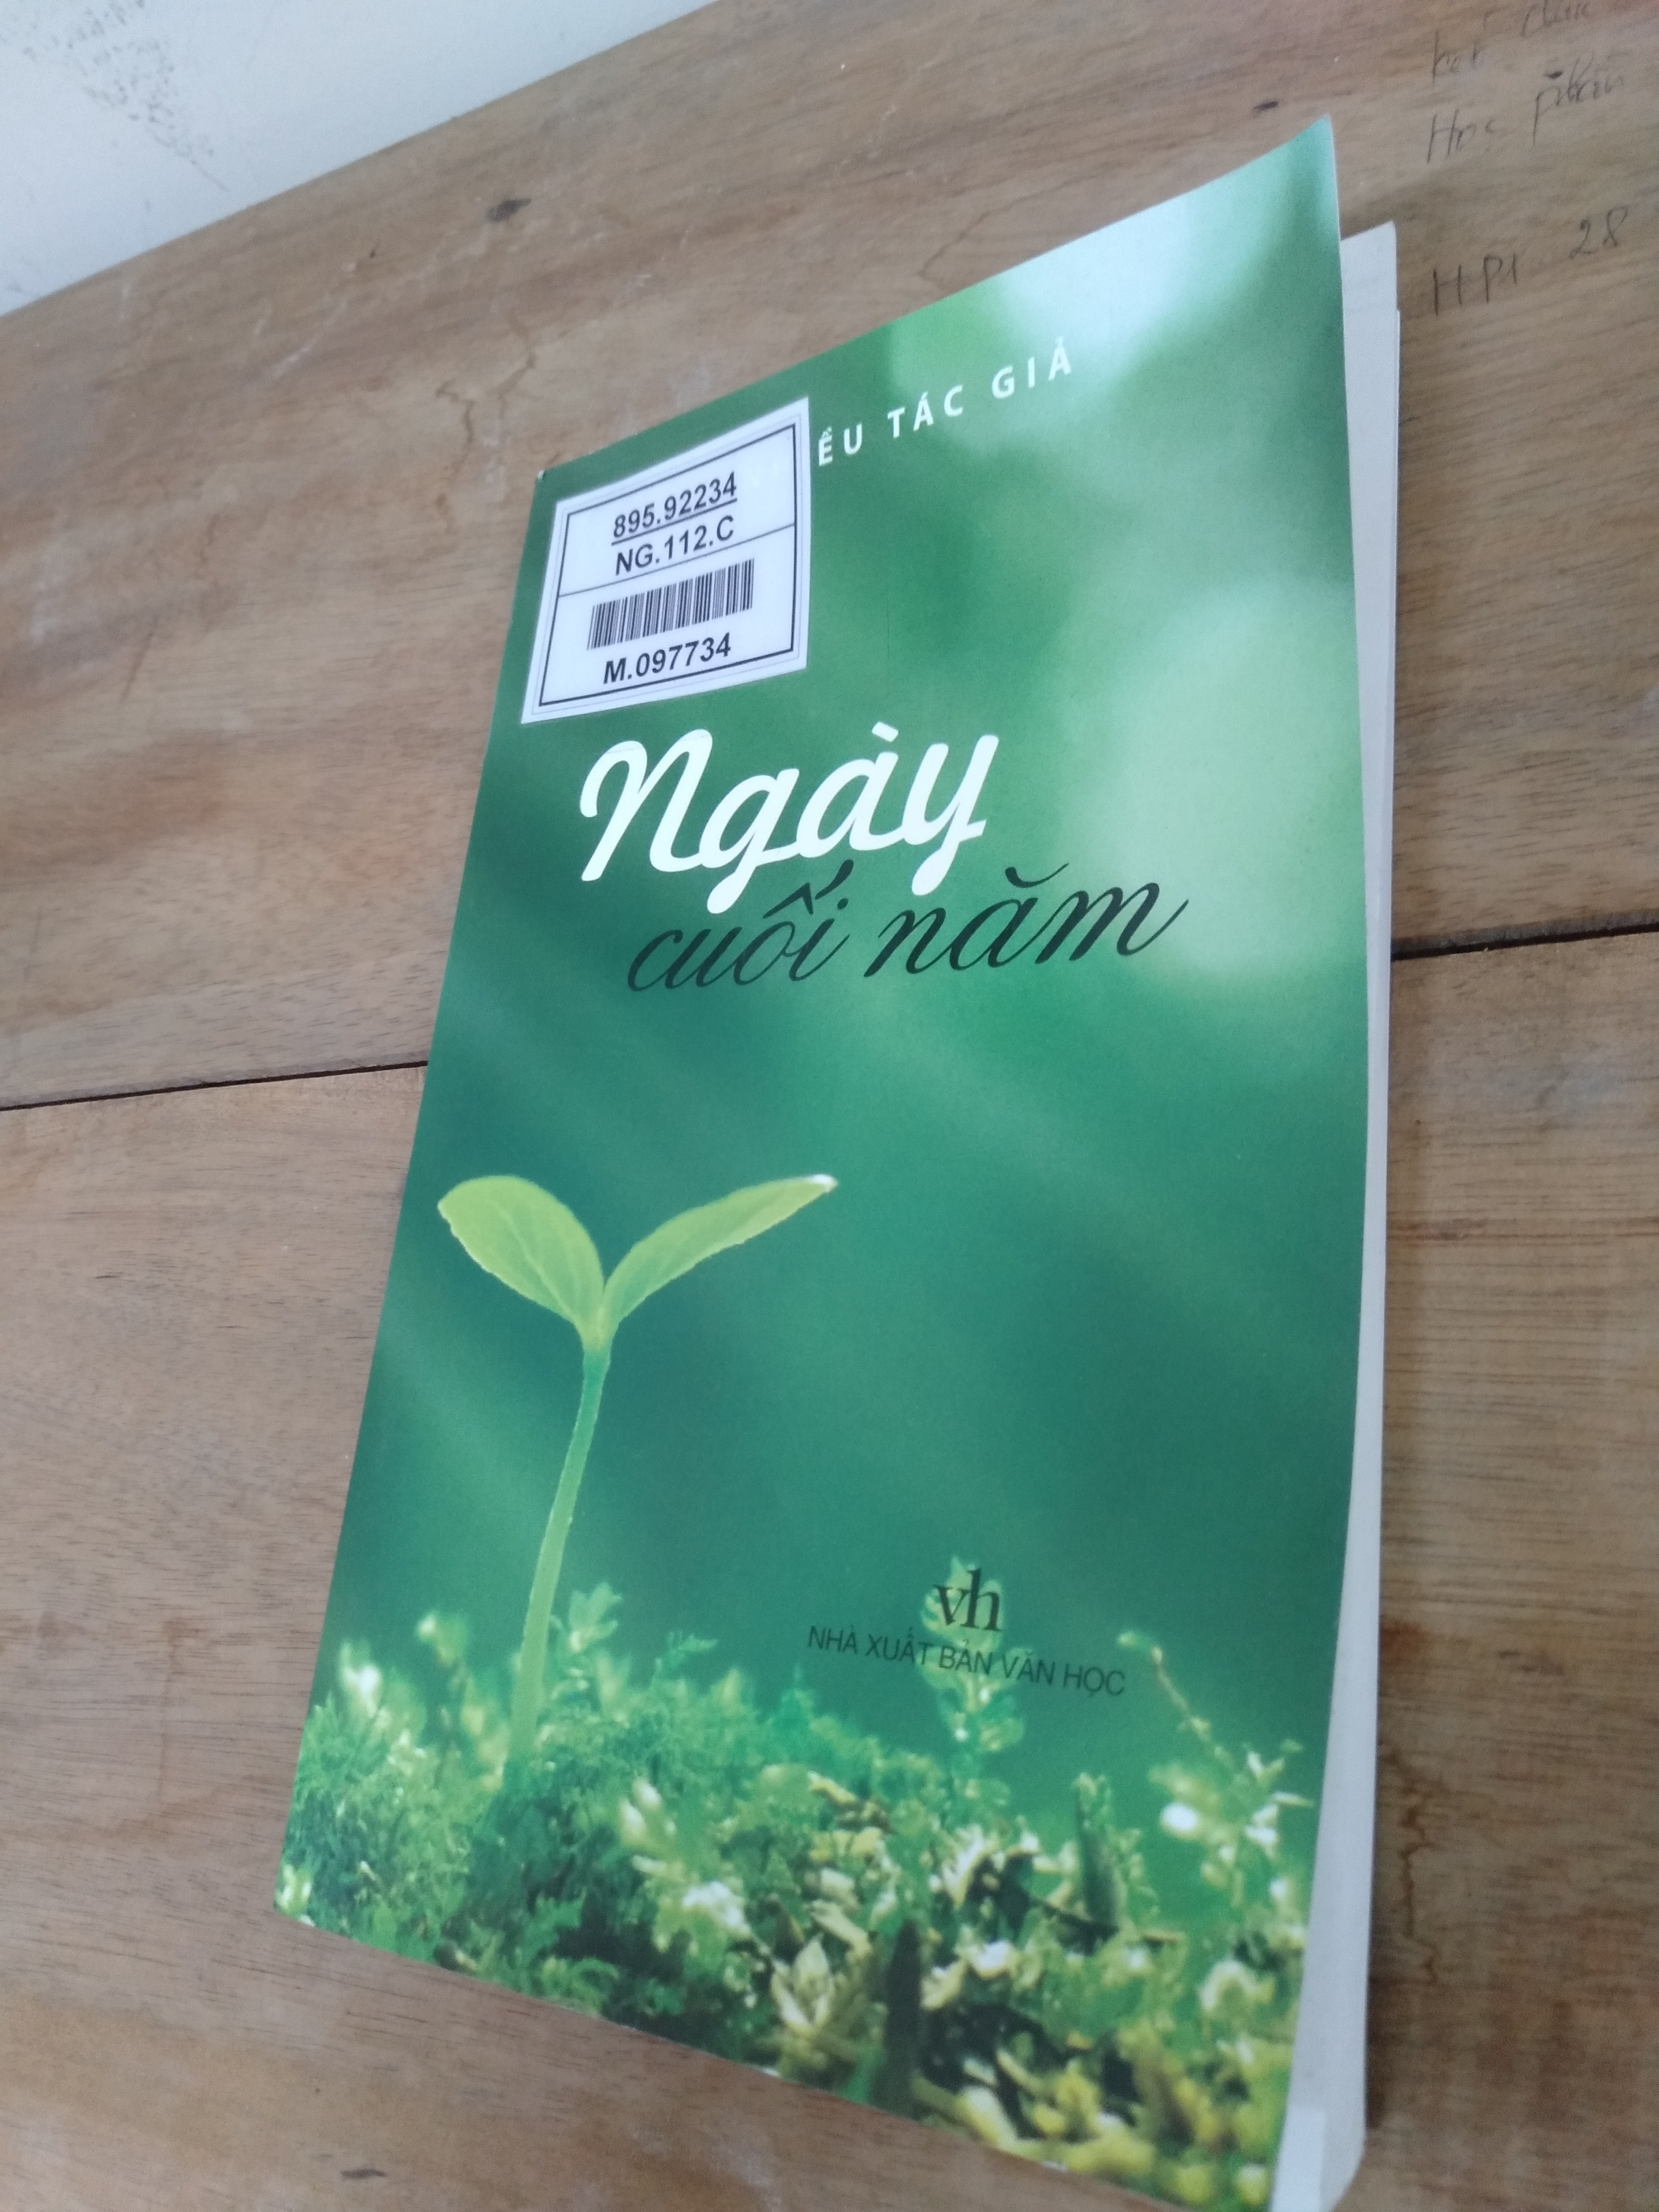 ỀU TÁC GIẢ
895.92234
NG.112.C
M.097734
Ngày
cuối năm
vh
NHÀ XUẤT BẢN VĂN HỌC
Học phần
HP1 28